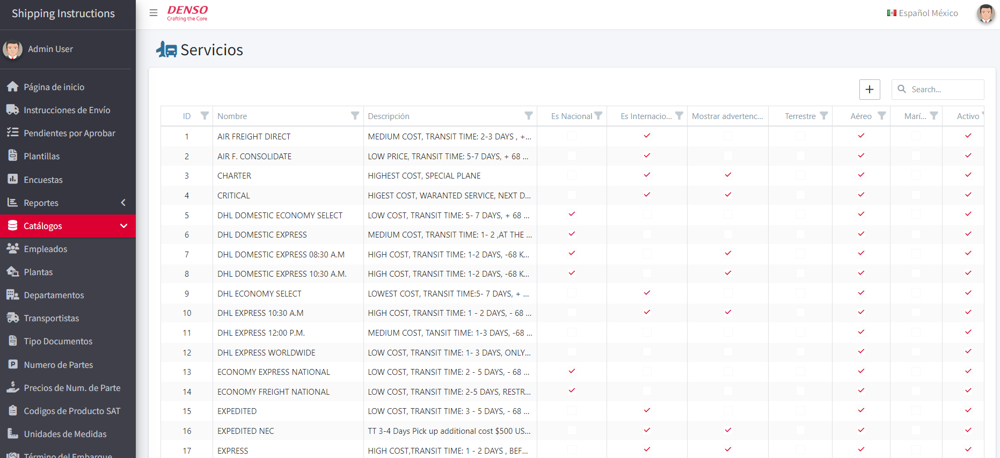 Shipping Instructions
DENSO
Crafting the Core
Español México
Admin User
Página de inicio
Instrucciones de Envío
Pendientes por Aprobar
Plantillas
Encuestas
Reportes
Catálogos
Empleados
Plantas
Departamentos
Transportistas
Tipo Documentos
Numero de Partes
Precios de Num. de Parte
Codigos de Producto SAT
Unidades de Medidas
Término del Embarque
Servicios
Search...
ID Nombre Descripción Es Nacional Es Internacio... Mostrar advertenc... Terrestre Aéreo Marí... Activo
1 AIR FREIGHT DIRECT MEDIUM COST, TRANSIT TIME: 2-3 DAYS , +...
2 AIR F. CONSOLIDATE LOW PRICE, TRANSIT TIME: 5-7 DAYS, + 68 ...
3 CHARTER HIGHEST COST, SPECIAL PLANE
4 CRITICAL HIGEST COST, WARANTED SERVICE, NEXT D...
5 DHL DOMESTIC ECONOMY SELECT LOW COST, TRANSIT TIME: 5- 7 DAYS, + 68 ...
6 DHL DOMESTIC EXPRESS MEDIUM COST, TRANSIT TIME: 1- 2 ,AT THE ...
7 DHL DOMESTIC EXPRESS 08:30 A.M HIGH COST, TRANSIT TIME: 1-2 DAYS, -68 K...
8 DHL DOMESTIC EXPRESS 10:30 A.M. HIGH COST, TRANSIT TIME: 1-2 DAYS, -68 K...
9 DHL ECONOMY SELECT LOWEST COST, TRANSIT TIME:5- 7 DAYS, + ...
10 DHL EXPRESS 10:30 A.M HIGH COST, TRANSIT TIME: 1 - 2 DAYS, - 68 ...
11 DHL EXPRESS 12:00 P.M. MEDIUM COST, TANSIT TIME: 1-3 DAYS, -68 ...
12 DHL EXPRESS WORLDWIDE LOW COST, TRANSIT TIME: 1- 3 DAYS, ONLY...
13 ECONOMY EXPRESS NATIONAL LOW COST, TRANSIT TIME: 2 - 5 DAYS, - 68 ...
14 ECONOMY FREIGHT NATIONAL LOW COST, TRANSIT TIME: 2-5 DAYS, RESTR...
15 EXPEDITED LOW COST, TRANSIT TIME: 3 - 5 DAYS, - 68 ...
16 EXPEDITED NEC TT 3-4 Days Pick up additional cost $500 US...
17 EXPRESS HIGH COST,TRANSIT TIME: 1 - 2 DAYS , BEF...